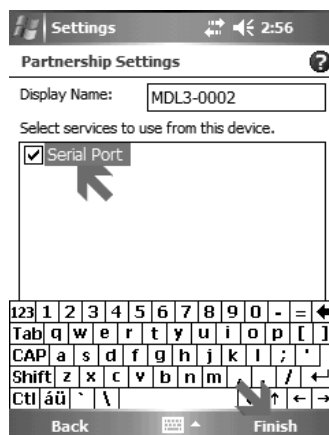 Settings 2:56
Partnership Settings
Display Name: MDL3-0002
Select services to use from this device.
Serial Port
123 1 2 3 4 5 6 7 8 9 0 - =
Tab q w e r t y u i o p [ ]
CAP a s d f g h j k l ; '
Shift z x c v b n m , . /
Ctl áü ` \
Back Finish